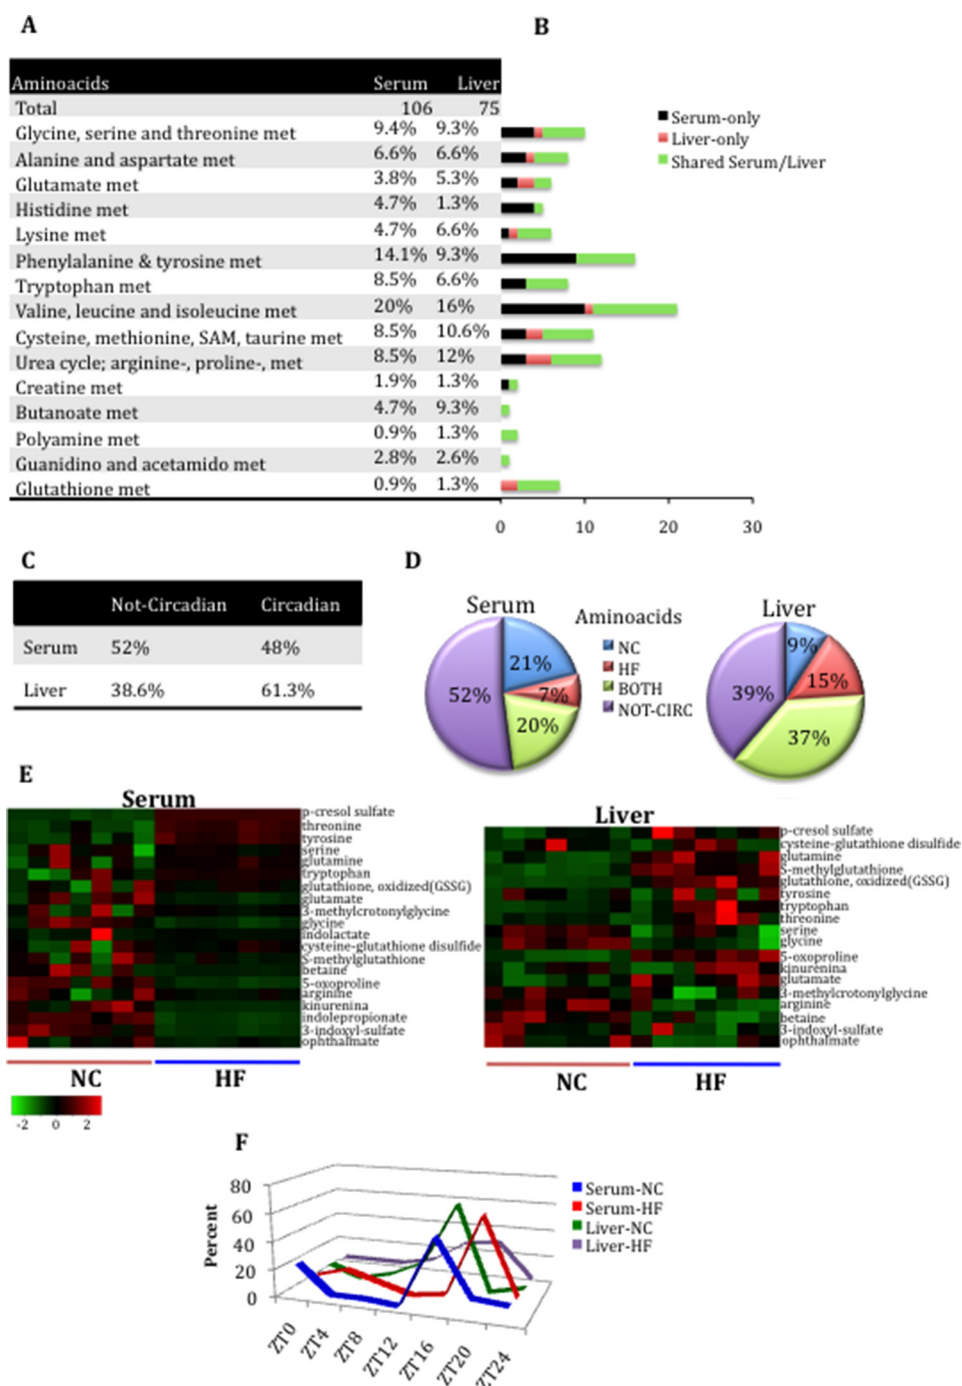 A
B
Aminoacids Serum Liver
Total 106 75
Glycine, serine and threonine met 9.4% 9.3%
Alanine and aspartate met 6.6% 6.6%
Glutamate met 3.8% 5.3%
Histidine met 4.7% 1.3%
Lysine met 4.7% 6.6%
Phenylalanine & tyrosine met 14.1% 9.3%
Tryptophan met 8.5% 6.6%
Valine, leucine and isoleucine met 20% 16%
Cysteine, methionine, SAM, taurine met 8.5% 10.6%
Urea cycle; arginine-, proline-, met 8.5% 12%
Creatine met 1.9% 1.3%
Butanoate met 4.7% 9.3%
Polyamine met 0.9% 1.3%
Guanidino and acetamido met 2.8% 2.6%
Glutathione met 0.9% 1.3%
Serum-only
Liver-only
Shared Serum/Liver
0 10 20 30
C
Not-Circadian Circadian
Serum 52% 48%
Liver 38.6% 61.3%
D
Serum
Aminoacids
Liver
NC
HF
BOTH
NOT-CIRC
21%
7%
20%
52%
9%
15%
37%
39%
E
Serum
p-cresol sulfate
threonine
tyrosine
serine
glutamine
tryptophan
glutathione, oxidized(GSSG)
glutamate
3-methylcrotonylglycine
glycine
indolactate
cysteine-glutathione disulfide
S-methylglutathione
betaine
5-oxoproline
arginine
kinurenina
indolepropionate
3-indoxyl-sulfate
ophthalmate
NC HF
-2 0 2
Liver
p-cresol sulfate
cysteine-glutathione disulfide
glutamine
S-methylglutathione
glutathione, oxidized(GSSG)
tyrosine
tryptophan
threonine
serine
glycine
5-oxoproline
kinurenina
glutamate
3-methylcrotonylglycine
arginine
betaine
3-indoxyl-sulfate
ophthalmate
NC HF
F
Percent
80
60
40
20
0
ZT0 ZT4 ZT8 ZT12 ZT16 ZT20 ZT24
Serum-NC
Serum-HF
Liver-NC
Liver-HF